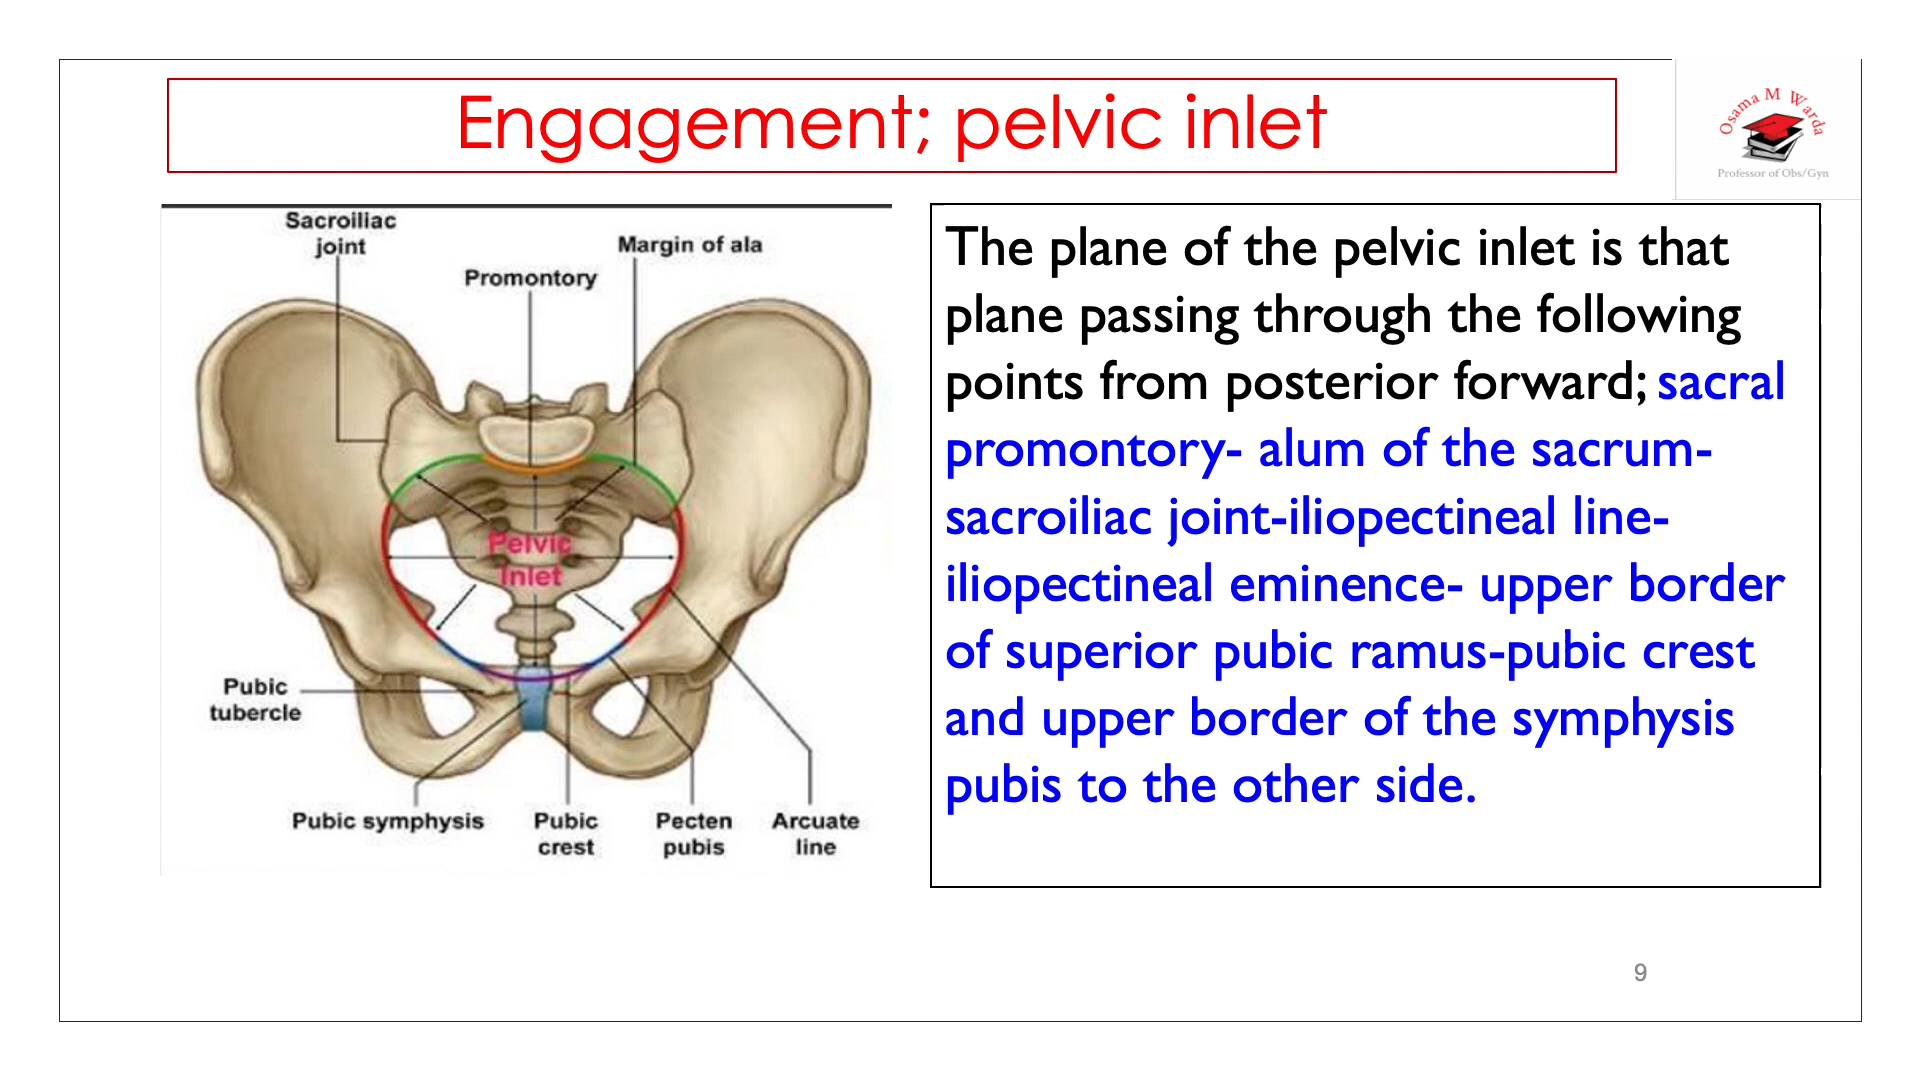 Engagement; pelvic inlet
Osama M Warda
Professor of Obs/Gyn
Sacroiliac
joint
Margin of ala
Promontory
Pelvic
Inlet
Pubic
tubercle
Pubic symphysis
Pubic
crest
Pecten
pubis
Arcuate
line
The plane of the pelvic inlet is that
plane passing through the following
points from posterior forward; sacral
promontory- alum of the sacrum-
sacroiliac joint-iliopectineal line-
iliopectineal eminence- upper border
of superior pubic ramus-pubic crest
and upper border of the symphysis
pubis to the other side.
9